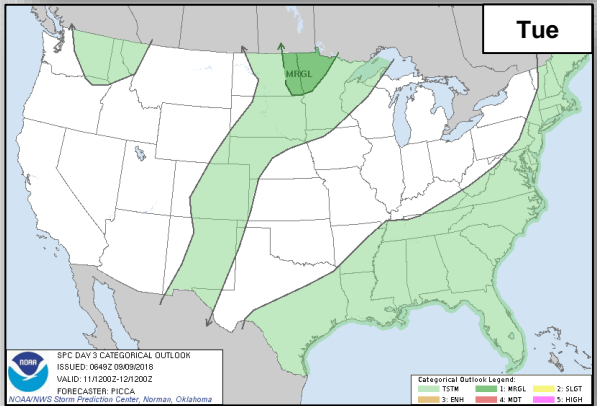 Tue
MRGL
SPC DAY 3 CATEGORICAL OUTLOOK
ISSUED: 0649Z 09/09/2018
VALID: 11/1200Z-12/1200Z
FORECASTER: PICCA
NOAA/NWS Storm Prediction Center, Norman, Oklahoma
NOAA
Categorical Outlook Legend:
TSTM 1: MRGL 2: SLGT
3: ENH 4: MDT 5: HIGH